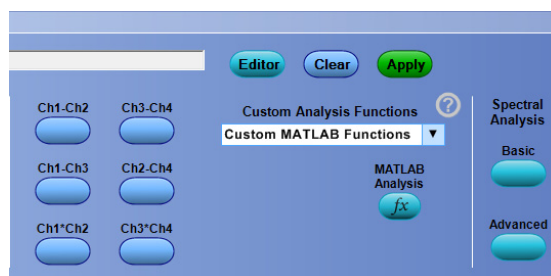 Editor Clear Apply
Ch1-Ch2 Ch3-Ch4 Custom Analysis Functions ? Spectral
Analysis
Custom MATLAB Functions ▼
Basic
Ch1-Ch3 Ch2-Ch4 MATLAB
Analysis
fx
Ch1*Ch2 Ch3*Ch4 Advanced